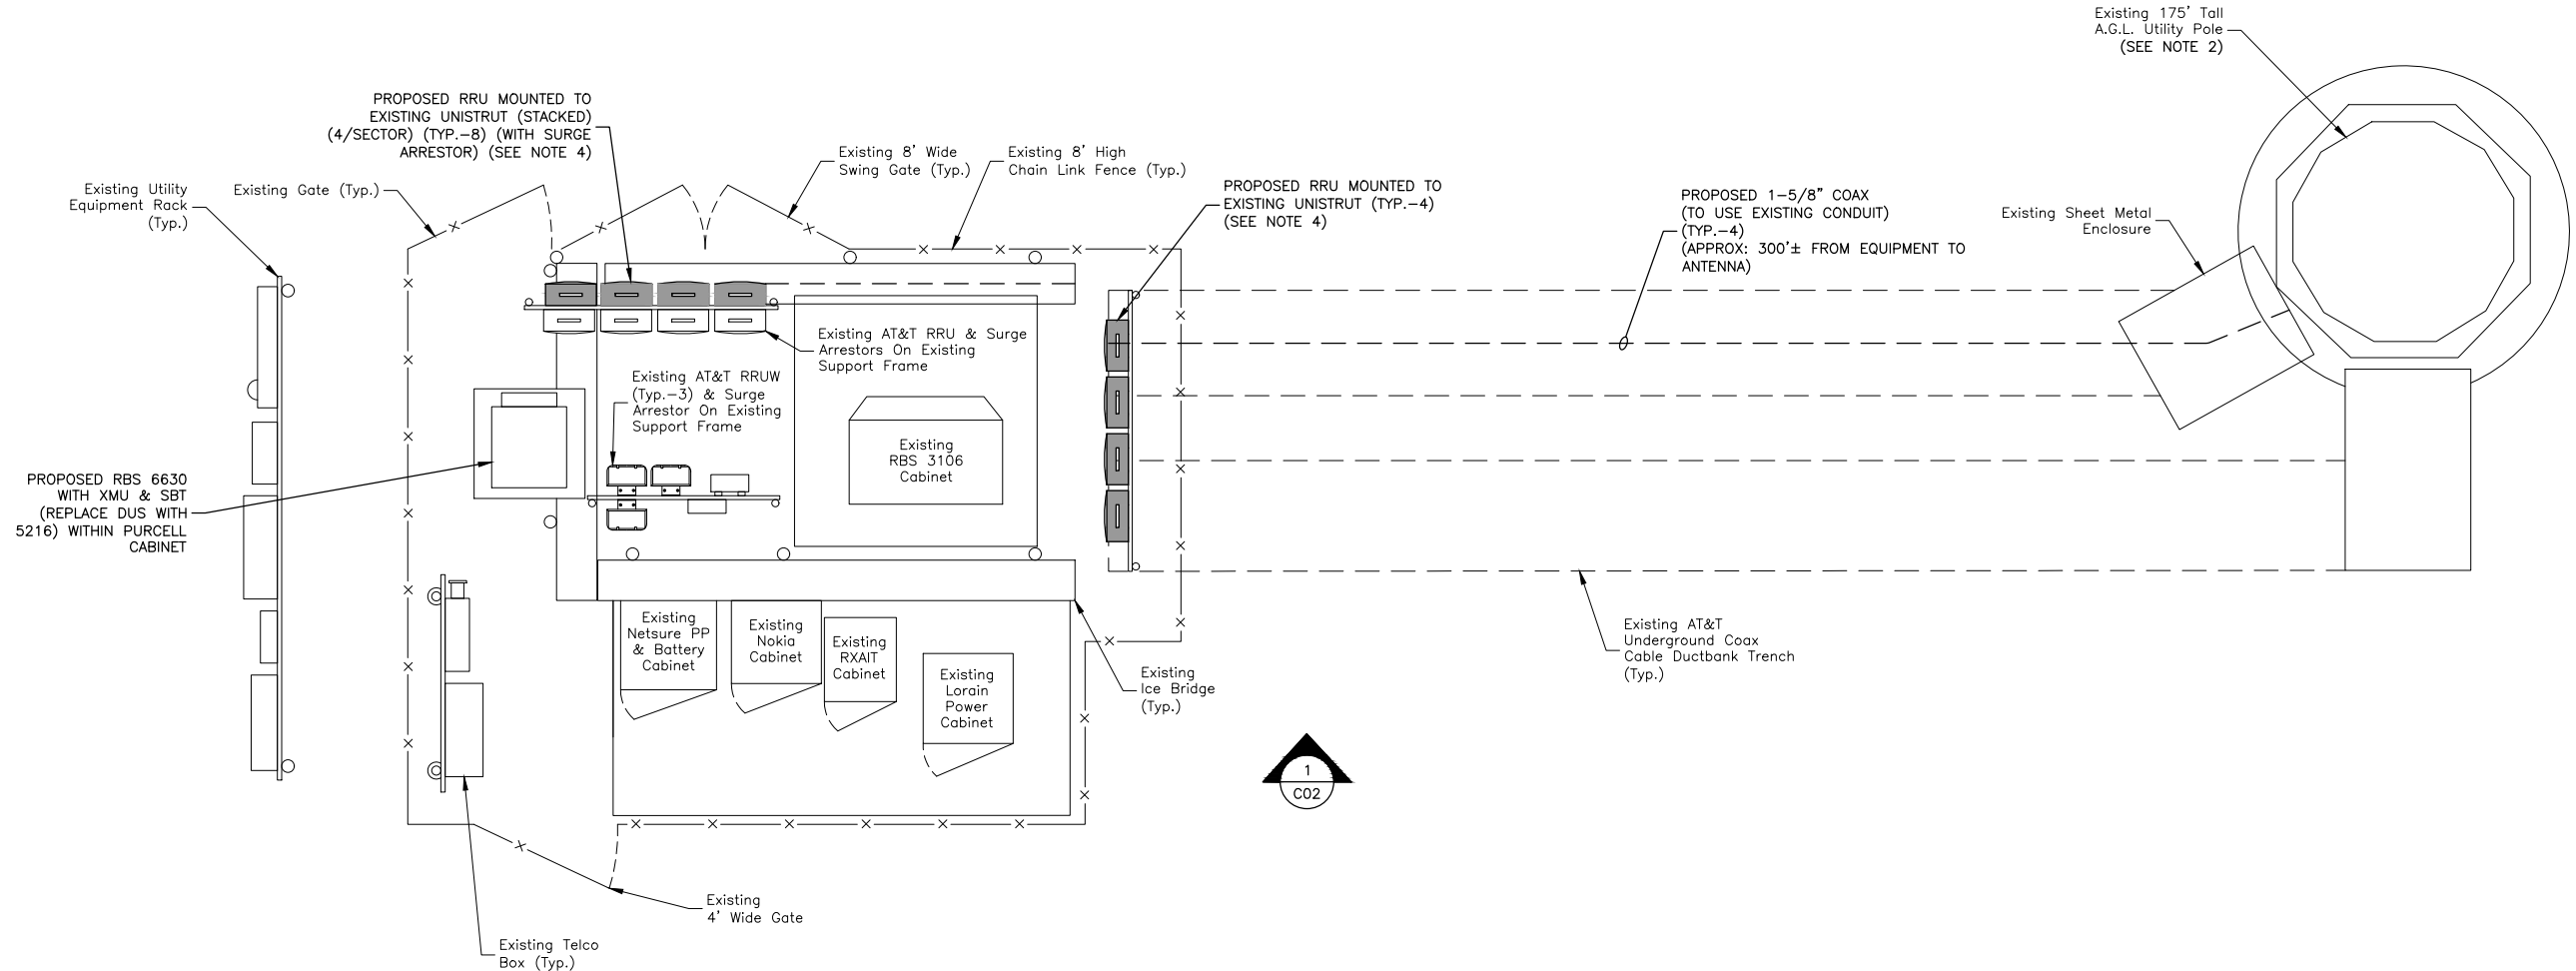 Existing 175' Tall
A.G.L. Utility Pole
(SEE NOTE 2)
PROPOSED RRU MOUNTED TO
EXISTING UNISTRUT (STACKED)
(4/SECTOR) (TYP.-8) (WITH SURGE
ARRESTOR) (SEE NOTE 4)
Existing 8' Wide
Swing Gate (Typ.)
Existing 8' High
Chain Link Fence (Typ.)
Existing Utility
Equipment Rack
(Typ.)
Existing Gate (Typ.)
PROPOSED RRU MOUNTED TO
EXISTING UNISTRUT (TYP.-4)
(SEE NOTE 4)
PROPOSED 1-5/8" COAX
(TO USE EXISTING CONDUIT)
(TYP.-4)
(APPROX: 300'± FROM EQUIPMENT TO
ANTENNA)
Existing Sheet Metal
Enclosure
Existing AT&T RRU & Surge
Arrestors On Existing
Support Frame
Existing AT&T RRUW
(Typ.-3) & Surge
Arrestor On Existing
Support Frame
Existing
RBS 3106
Cabinet
PROPOSED RBS 6630
WITH XMU & SBT
(REPLACE DUS WITH
5216) WITHIN PURCELL
CABINET
Existing
Netsure PP
& Battery
Cabinet
Existing
Nokia
Cabinet
Existing
RXAIT
Cabinet
Existing
Lorain
Power
Cabinet
Existing
Ice Bridge
(Typ.)
Existing AT&T
Underground Coax
Cable Ductbank Trench
(Typ.)
1
C02
Existing
4' Wide Gate
Existing Telco
Box (Typ.)